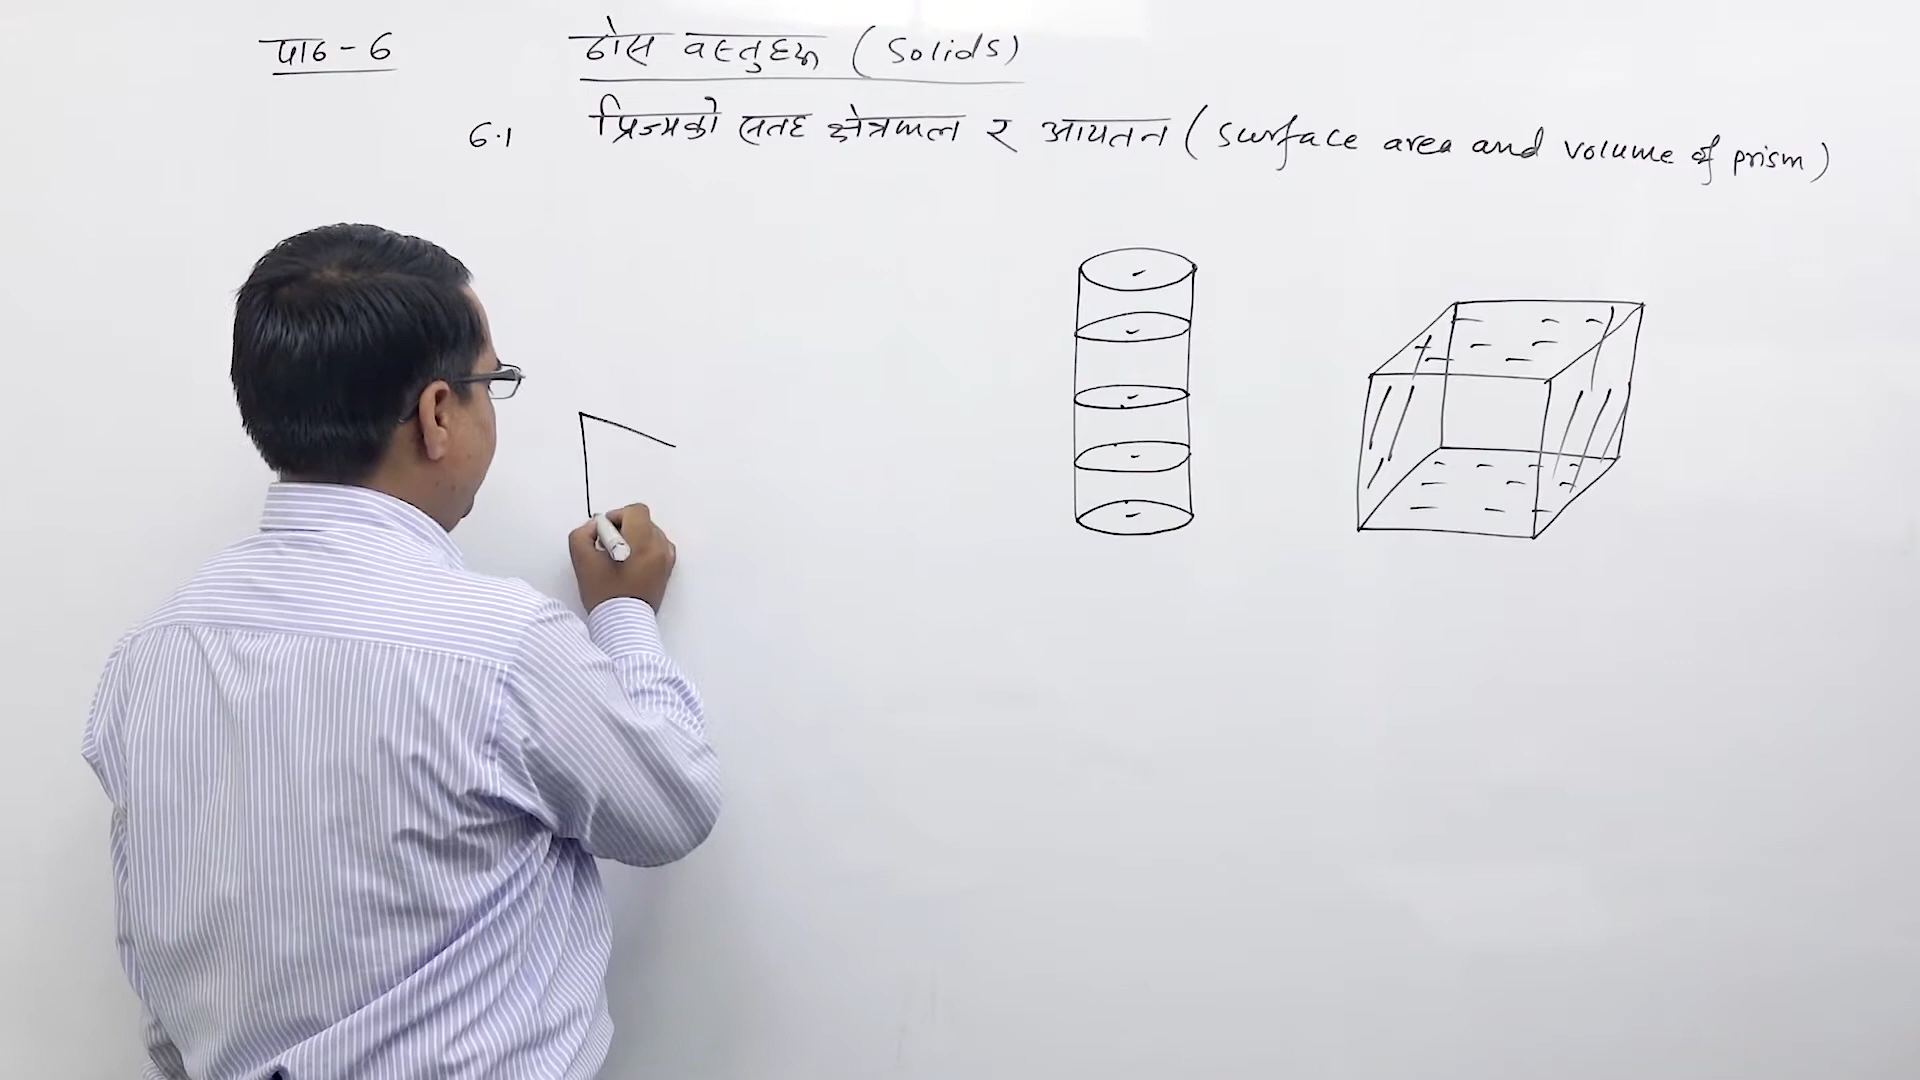 पाठ - 6
ठोस वस्तुहरू (Solids)
6.1 प्रिज्मको सतह क्षेत्रफल र आयतन (surface area and volume of prism)